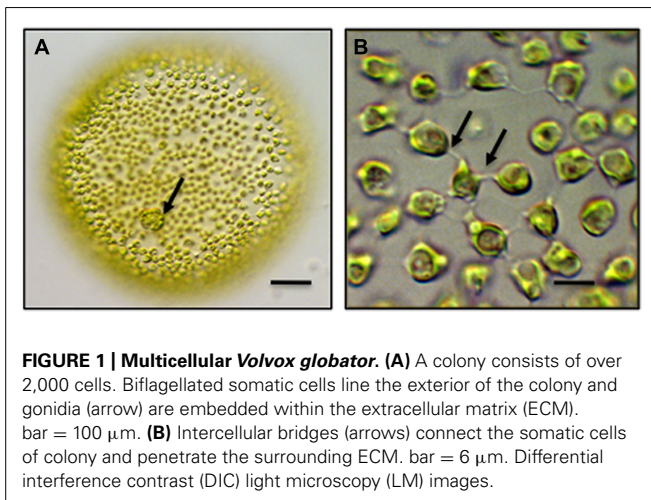 A
B
FIGURE 1 | Multicellular Volvox globator. (A) A colony consists of over
2,000 cells. Biflagellated somatic cells line the exterior of the colony and
gonidia (arrow) are embedded within the extracellular matrix (ECM).
bar = 100 μm. (B) Intercellular bridges (arrows) connect the somatic cells
of colony and penetrate the surrounding ECM. bar = 6 μm. Differential
interference contrast (DIC) light microscopy (LM) images.